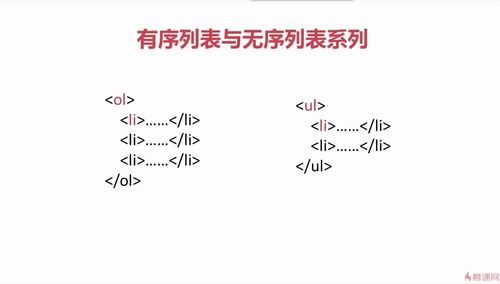 有序列表与无序列表系列
<ol>
<li>......</li>
<li>......</li>
<li>......</li>
</ol>
<ul>
<li>......</li>
<li>......</li>
</ul>
慕课网